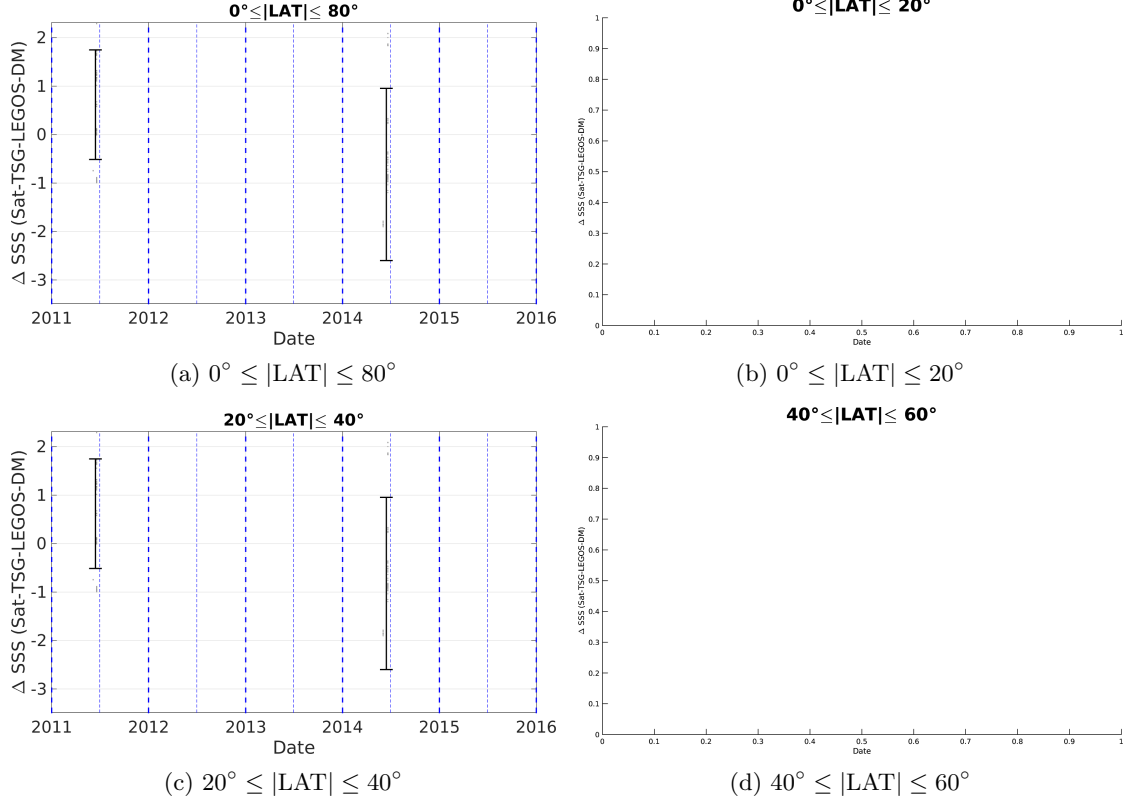 0°≤|LAT|≤ 80°
Δ SSS (Sat-TSG-LEGOS-DM)
2
1
0
-1
-2
-3
2011 2012 2013 2014 2015 2016
Date
(a) 0° ≤ |LAT| ≤ 80°
0°≤|LAT|≤ 20°
Δ SSS (Sat-TSG-LEGOS-DM)
1
0.9
0.8
0.7
0.6
0.5
0.4
0.3
0.2
0.1
0
0 0.1 0.2 0.3 0.4 0.5 0.6 0.7 0.8 0.9 1
Date
(b) 0° ≤ |LAT| ≤ 20°
20°≤|LAT|≤ 40°
Δ SSS (Sat-TSG-LEGOS-DM)
2
1
0
-1
-2
-3
2011 2012 2013 2014 2015 2016
Date
(c) 20° ≤ |LAT| ≤ 40°
40°≤|LAT|≤ 60°
Δ SSS (Sat-TSG-LEGOS-DM)
1
0.9
0.8
0.7
0.6
0.5
0.4
0.3
0.2
0.1
0
0 0.1 0.2 0.3 0.4 0.5 0.6 0.7 0.8 0.9 1
Date
(d) 40° ≤ |LAT| ≤ 60°